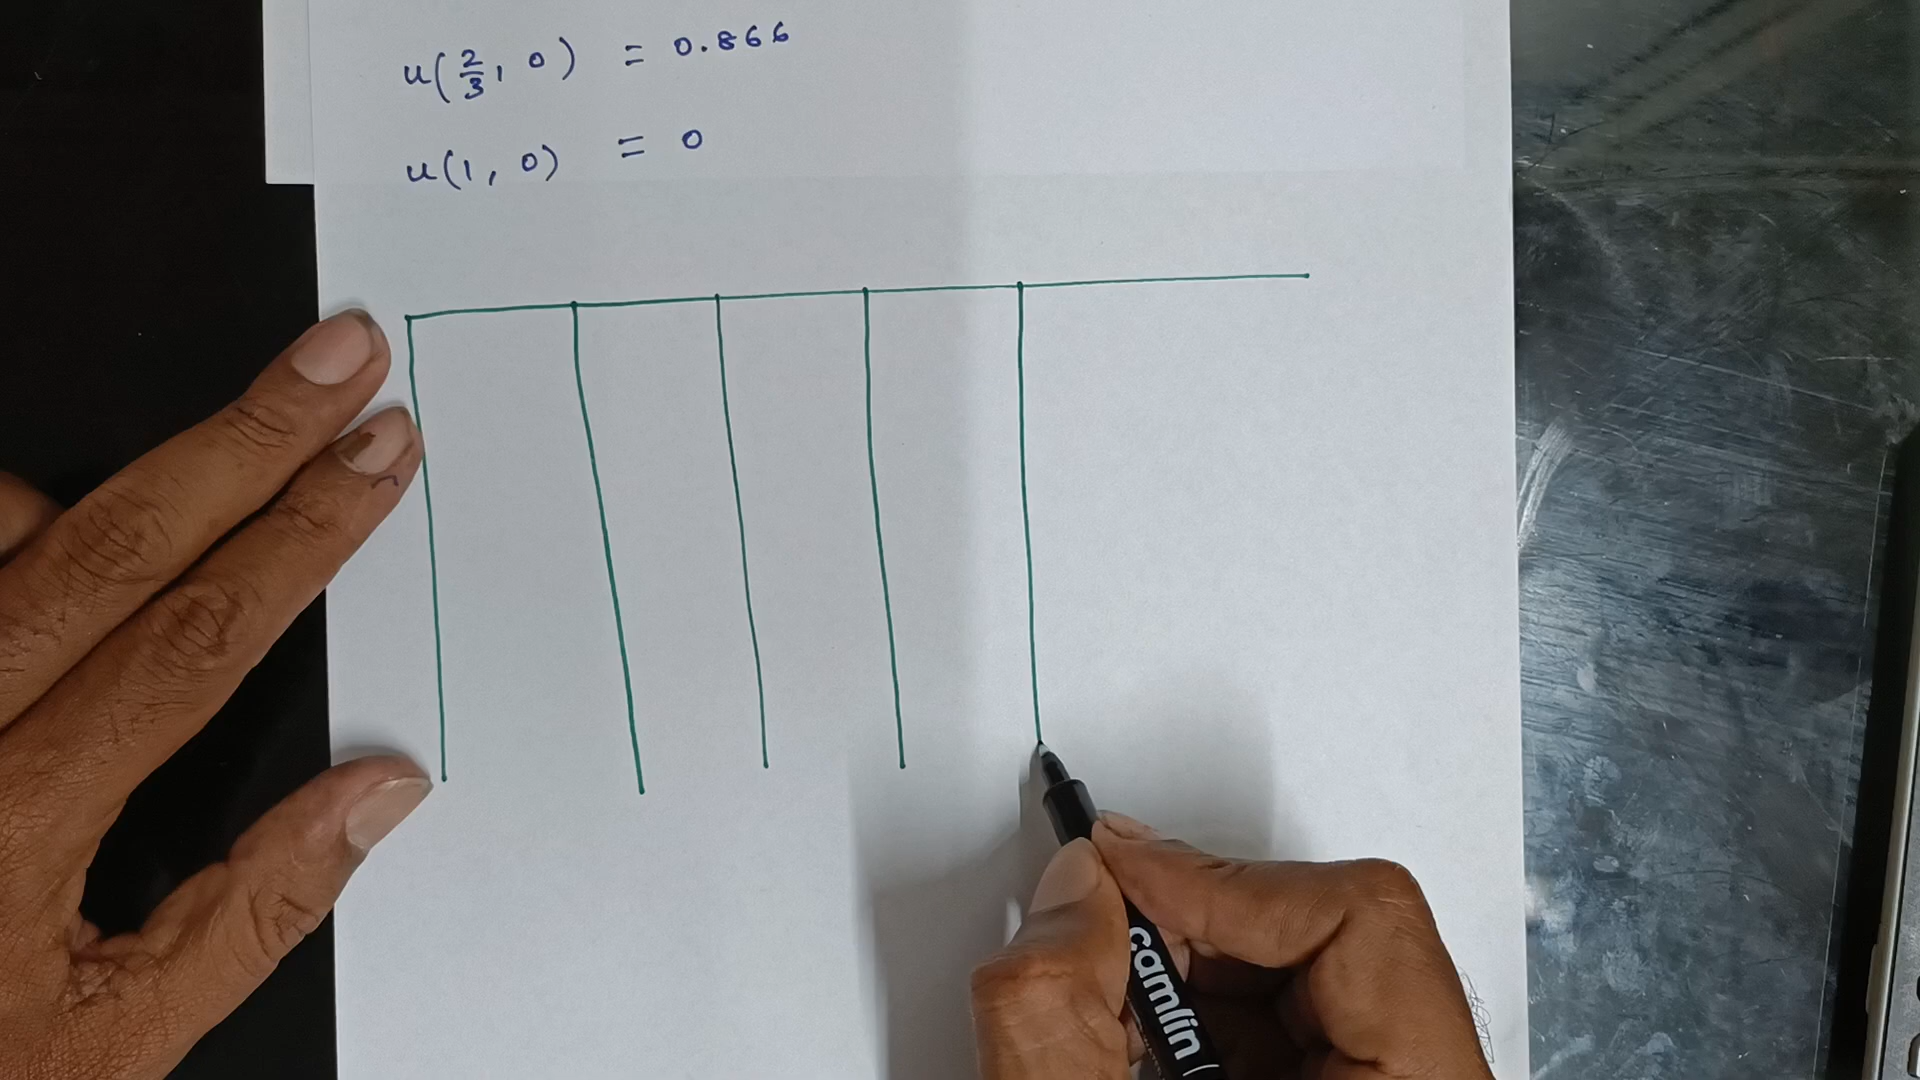 u(2/3, 0) = 0.866
u(1, 0) = 0
camlin